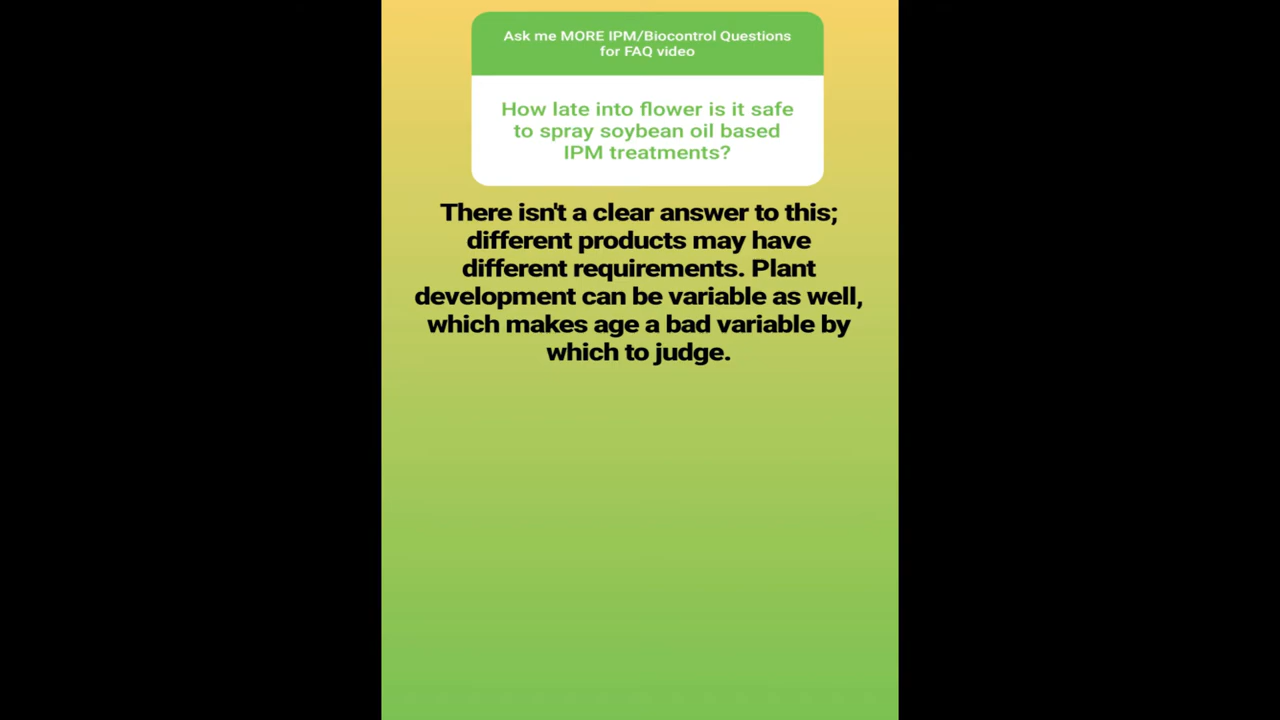 Ask me MORE IPM/Biocontrol Questions
for FAQ video
How late into flower is it safe
to spray soybean oil based
IPM treatments?
There isn't a clear answer to this;
different products may have
different requirements. Plant
development can be variable as well,
which makes age a bad variable by
which to judge.